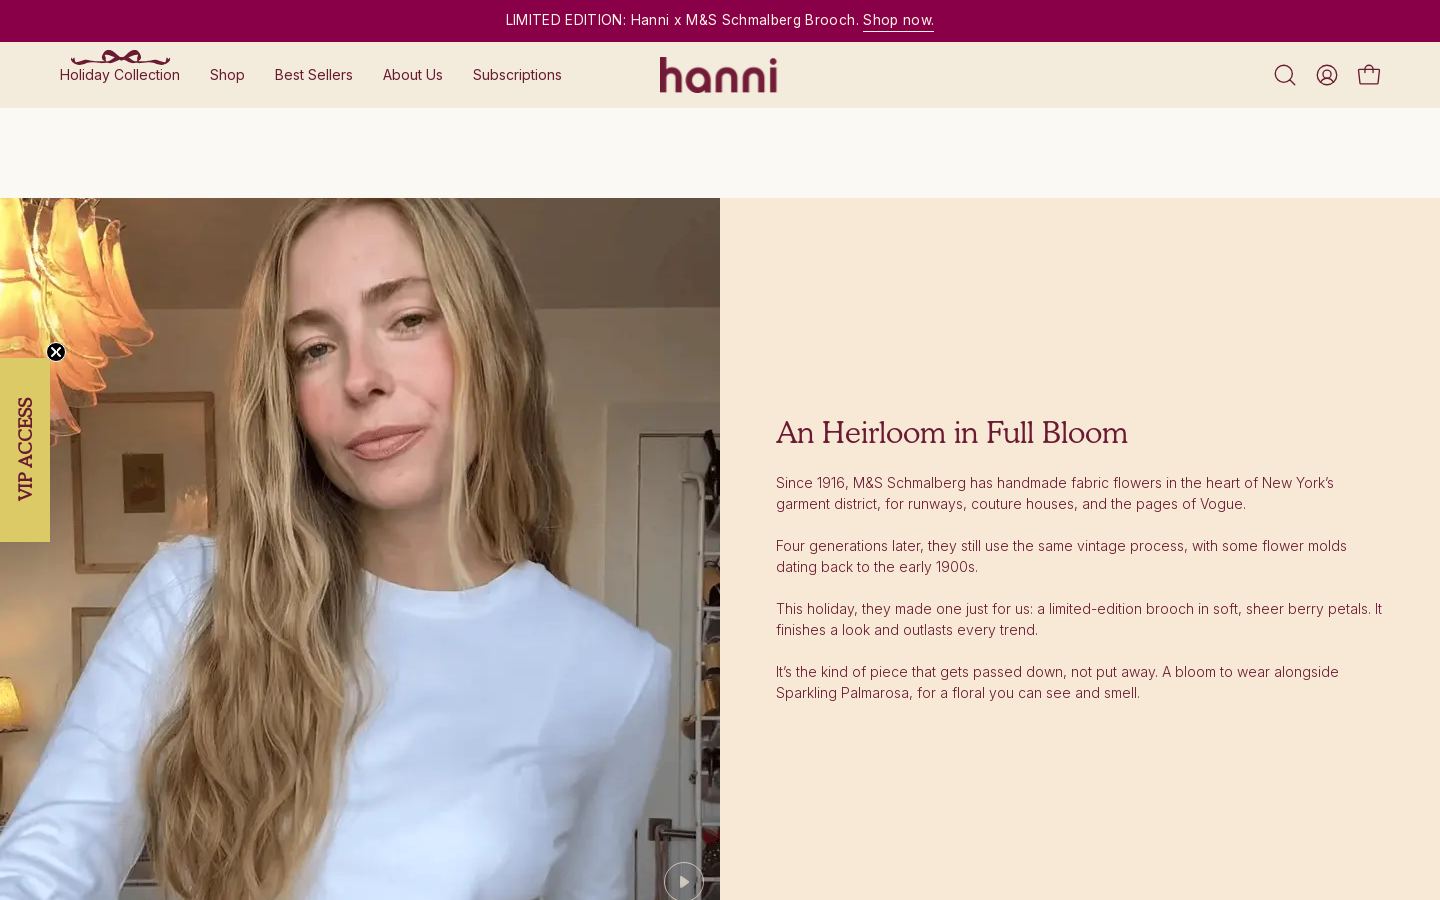 LIMITED EDITION: Hanni x M&S Schmalberg Brooch. Shop now.
Holiday Collection
Shop
Best Sellers
About Us
Subscriptions
hanni
VIP ACCESS
An Heirloom in Full Bloom
Since 1916, M&S Schmalberg has handmade fabric flowers in the heart of New York’s
garment district, for runways, couture houses, and the pages of Vogue.
Four generations later, they still use the same vintage process, with some flower molds
dating back to the early 1900s.
This holiday, they made one just for us: a limited-edition brooch in soft, sheer berry petals. It
finishes a look and outlasts every trend.
It’s the kind of piece that gets passed down, not put away. A bloom to wear alongside
Sparkling Palmarosa, for a floral you can see and smell.